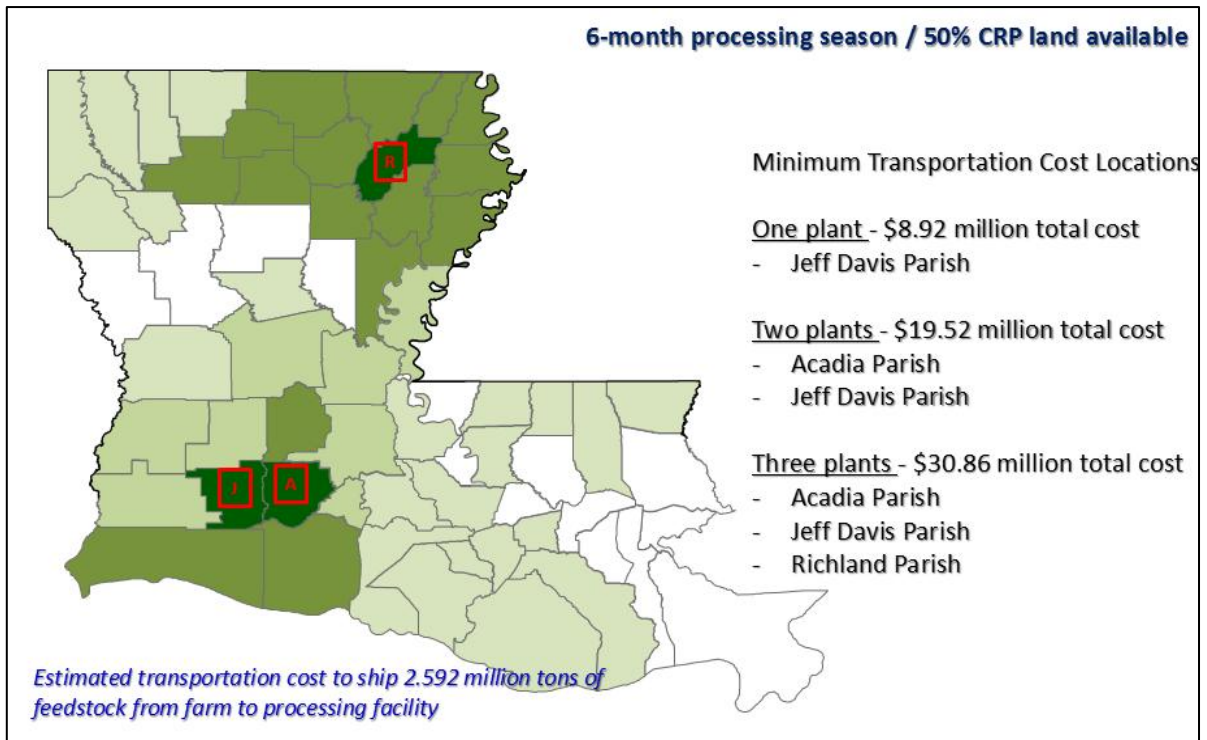 6-month processing season / 50% CRP land available
R
J
A
Minimum Transportation Cost Locations
One plant - $8.92 million total cost
- Jeff Davis Parish
Two plants - $19.52 million total cost
- Acadia Parish
- Jeff Davis Parish
Three plants - $30.86 million total cost
- Acadia Parish
- Jeff Davis Parish
- Richland Parish
Estimated transportation cost to ship 2.592 million tons of
feedstock from farm to processing facility